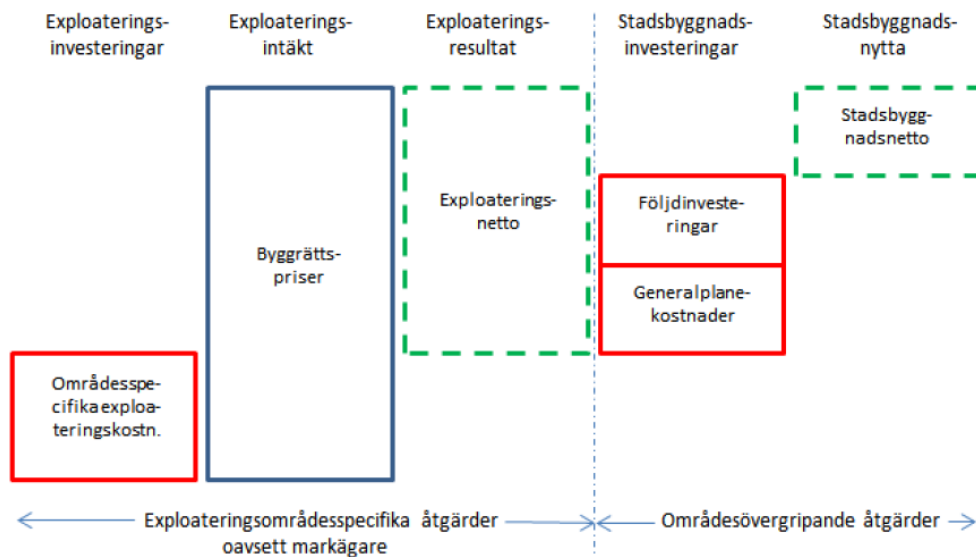 Exploaterings-
investeringar
Exploaterings-
intäkt
Exploaterings-
resultat
Stadsbyggnads-
investeringar
Stadsbyggnads-
nytta
Områdesspe-
cifika exploa-
teringskostn.
Byggrätts-
priser
Exploaterings-
netto
Följdinveste-
ringar
Generalplane-
kostnader
Stadsbygg-
nadsnetto
Exploateringsområdesspecifika åtgärder
oavsett markägare
Områdesövergripande åtgärder